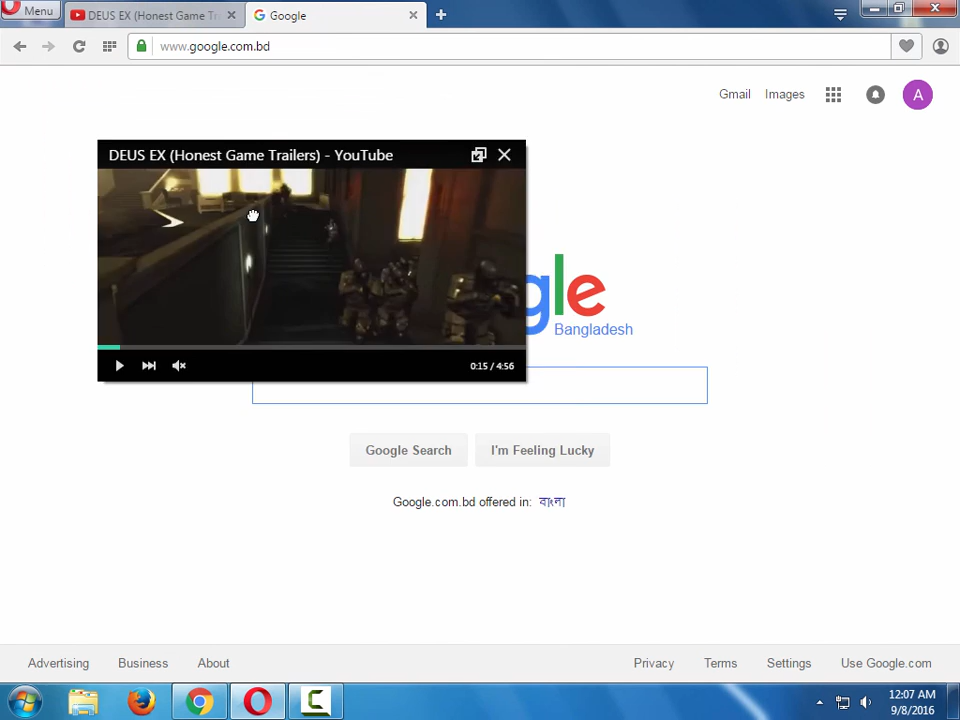 Menu
DEUS EX (Honest Game Tr
Google
www.google.com.bd
Gmail
Images
A
DEUS EX (Honest Game Trailers) - YouTube
gle
Bangladesh
0:15 / 4:56
Google Search
I'm Feeling Lucky
Google.com.bd offered in: বাংলা
Advertising
Business
About
Privacy
Terms
Settings
Use Google.com
12:07 AM
9/8/2016